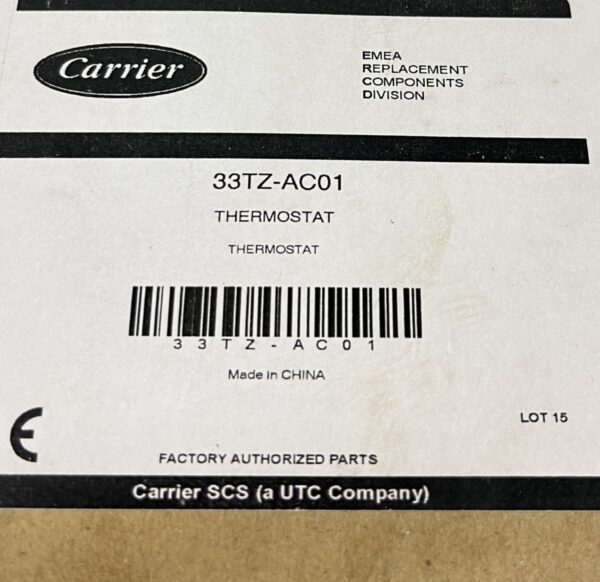 Carrier
EMEA
REPLACEMENT
COMPONENTS
DIVISION
33TZ-AC01
THERMOSTAT
THERMOSTAT
33TZ-AC01
Made in CHINA
CE
LOT 15
FACTORY AUTHORIZED PARTS
Carrier SCS (a UTC Company)